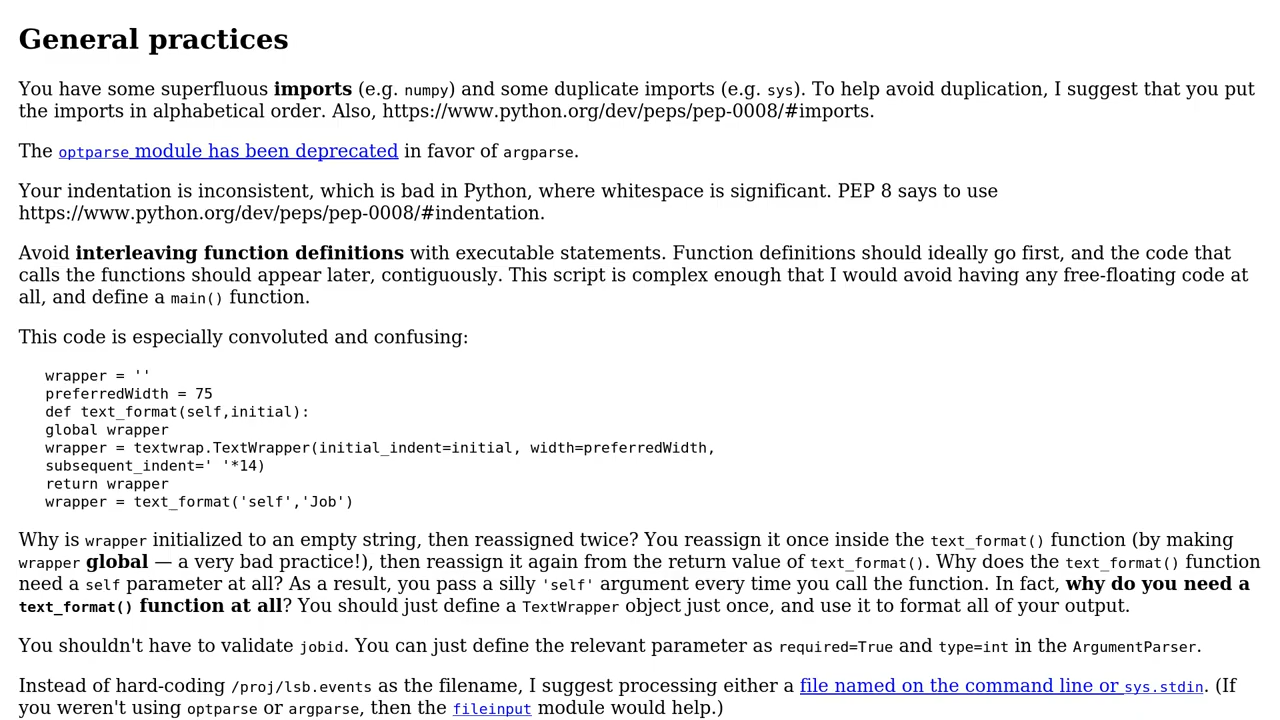 General practices
You have some superfluous imports (e.g. numpy) and some duplicate imports (e.g. sys). To help avoid duplication, I suggest that you put
the imports in alphabetical order. Also, https://www.python.org/dev/peps/pep-0008/#imports.
The optparse module has been deprecated in favor of argparse.
Your indentation is inconsistent, which is bad in Python, where whitespace is significant. PEP 8 says to use
https://www.python.org/dev/peps/pep-0008/#indentation.
Avoid interleaving function definitions with executable statements. Function definitions should ideally go first, and the code that
calls the functions should appear later, contiguously. This script is complex enough that I would avoid having any free-floating code at
all, and define a main() function.
This code is especially convoluted and confusing:
wrapper = ''
preferredWidth = 75
def text_format(self,initial):
global wrapper
wrapper = textwrap.TextWrapper(initial_indent=initial, width=preferredWidth,
subsequent_indent=' '*14)
return wrapper
wrapper = text_format('self','Job')
Why is wrapper initialized to an empty string, then reassigned twice? You reassign it once inside the text_format() function (by making
wrapper global — a very bad practice!), then reassign it again from the return value of text_format(). Why does the text_format() function
need a self parameter at all? As a result, you pass a silly 'self' argument every time you call the function. In fact, why do you need a
text_format() function at all? You should just define a TextWrapper object just once, and use it to format all of your output.
You shouldn't have to validate jobid. You can just define the relevant parameter as required=True and type=int in the ArgumentParser.
Instead of hard-coding /proj/lsb.events as the filename, I suggest processing either a file named on the command line or sys.stdin. (If
you weren't using optparse or argparse, then the fileinput module would help.)